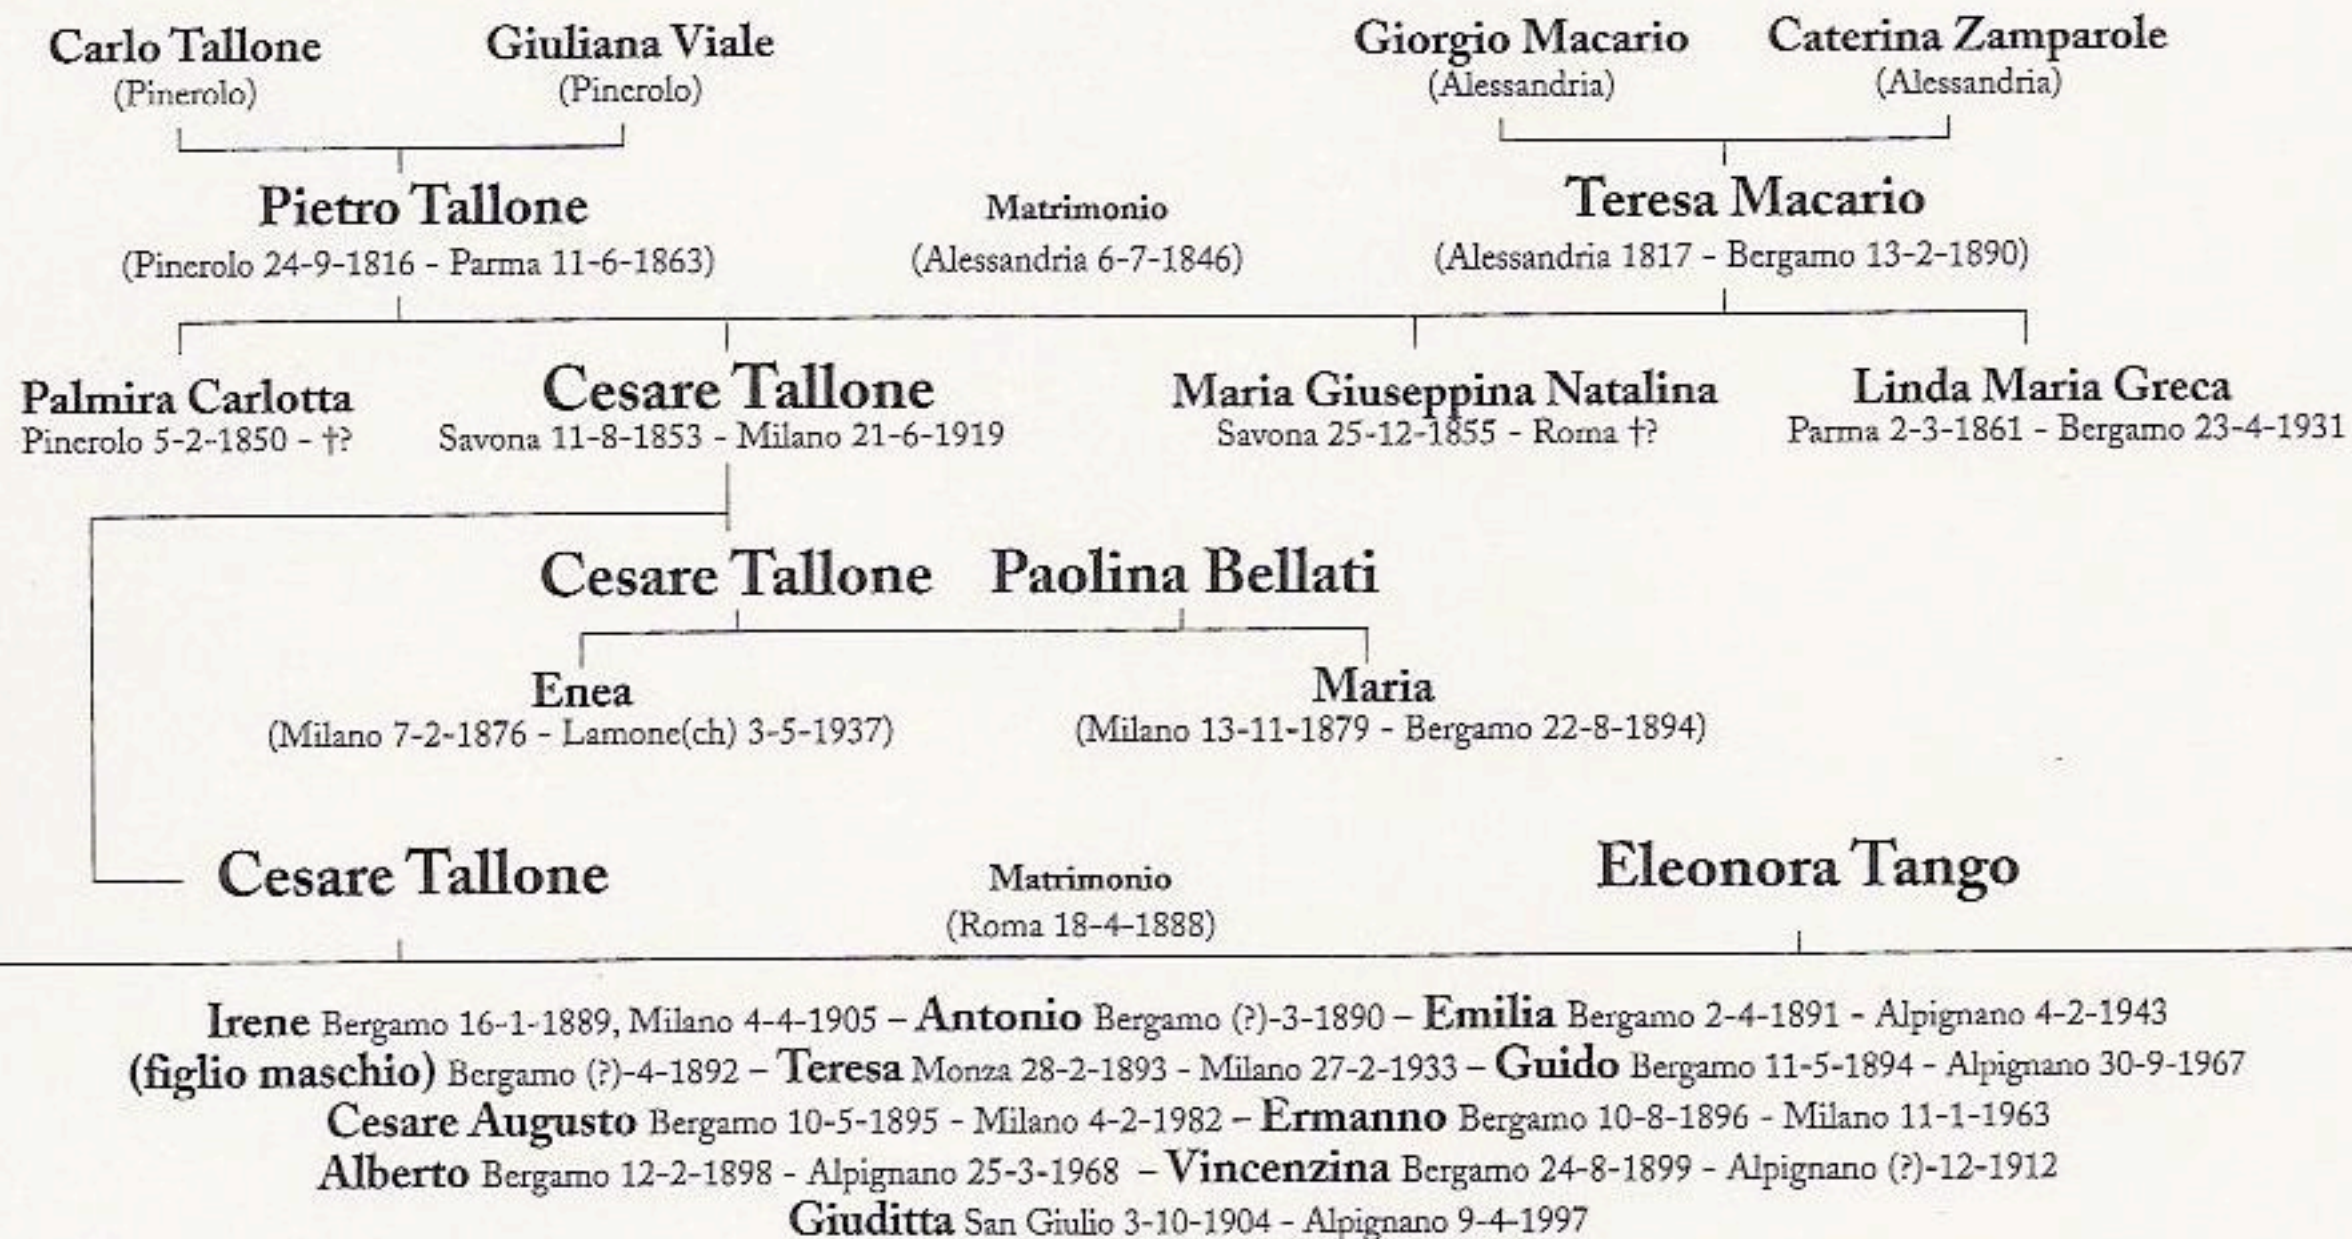 Carlo Tallone Giuliana Viale Giorgio Macario Caterina Zamparole
(Pinerolo) (Pinerolo) (Alessandria) (Alessandria)
Pietro Tallone Matrimonio Teresa Macario
(Pinerolo 24-9-1816 - Parma 11-6-1863) (Alessandria 6-7-1846) (Alessandria 1817 - Bergamo 13-2-1890)
Palmira Carlotta Cesare Tallone Maria Giuseppina Natalina Linda Maria Greca
Pinerolo 5-2-1850 - †? Savona 11-8-1853 - Milano 21-6-1919 Savona 25-12-1855 - Roma †? Parma 2-3-1861 - Bergamo 23-4-1931
Cesare Tallone Paolina Bellati
Enea Maria
(Milano 7-2-1876 - Lamone(ch) 3-5-1937) (Milano 13-11-1879 - Bergamo 22-8-1894)
Cesare Tallone Matrimonio Eleonora Tango
(Roma 18-4-1888)
Irene Bergamo 16-1-1889, Milano 4-4-1905 – Antonio Bergamo (?)-3-1890 – Emilia Bergamo 2-4-1891 - Alpignano 4-2-1943
(figlio maschio) Bergamo (?)-4-1892 – Teresa Monza 28-2-1893 - Milano 27-2-1933 – Guido Bergamo 11-5-1894 - Alpignano 30-9-1967
Cesare Augusto Bergamo 10-5-1895 - Milano 4-2-1982 – Ermanno Bergamo 10-8-1896 - Milano 11-1-1963
Alberto Bergamo 12-2-1898 - Alpignano 25-3-1968 – Vincenzina Bergamo 24-8-1899 - Alpignano (?)-12-1912
Giuditta San Giulio 3-10-1904 - Alpignano 9-4-1997